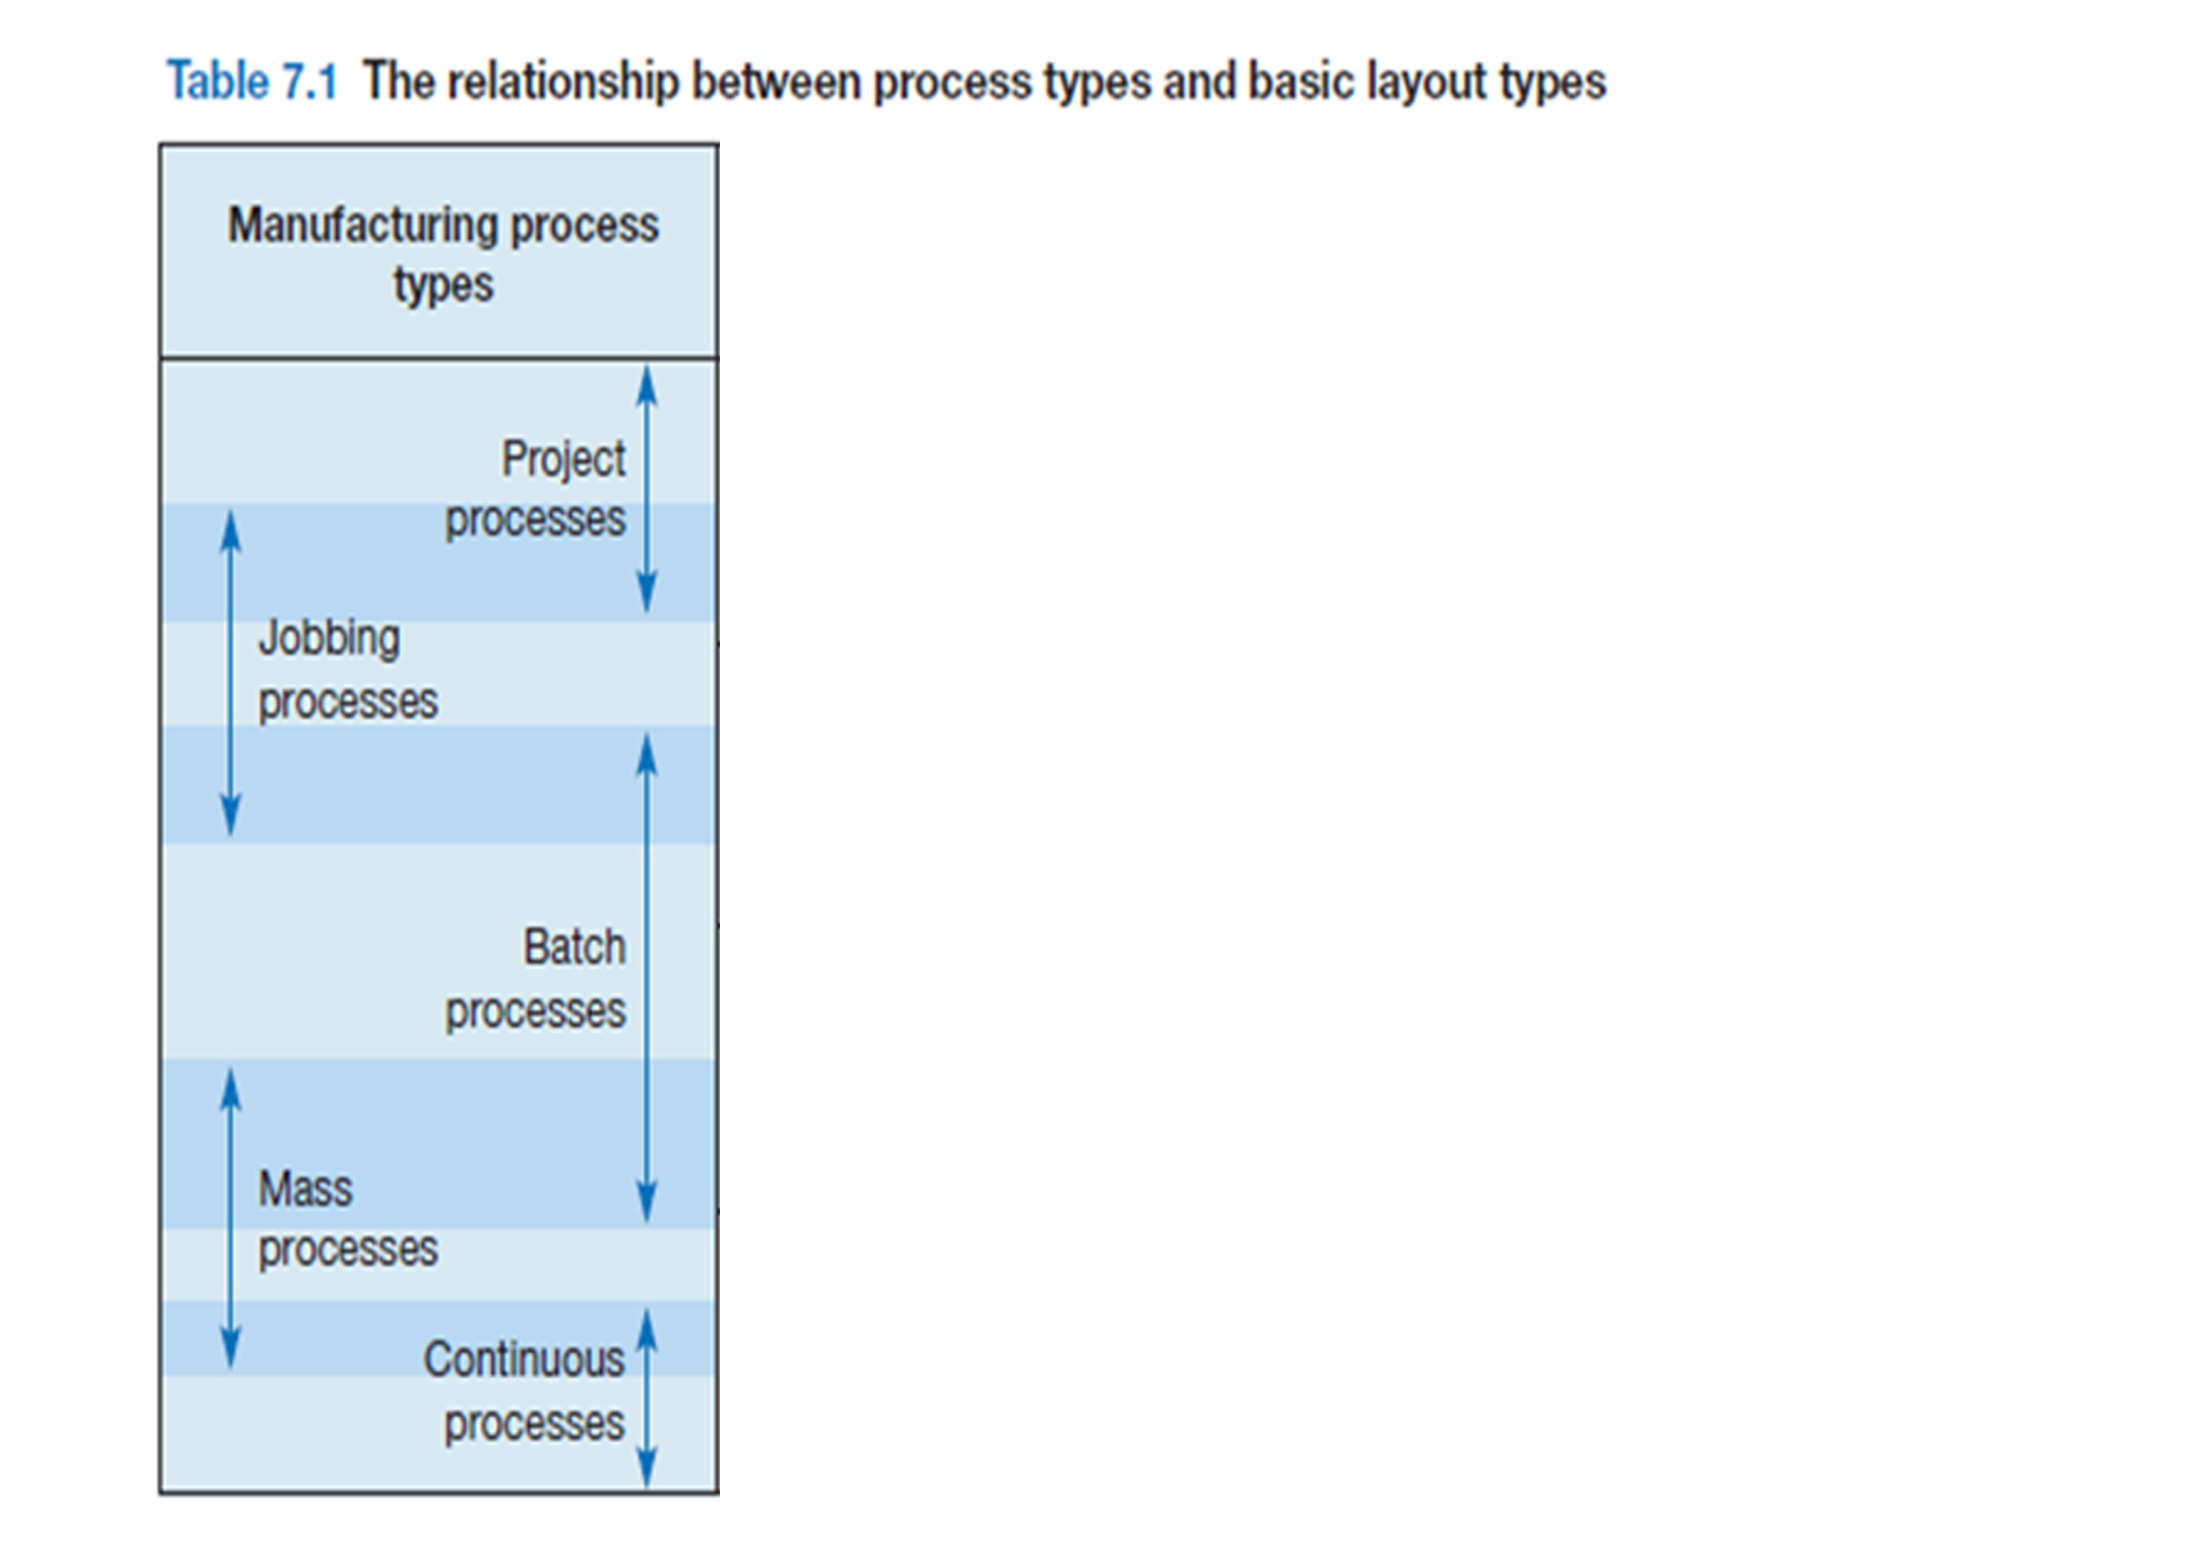 Table 7.1 The relationship between process types and basic layout types
Manufacturing process
types
Project
processes
Jobbing
processes
Batch
processes
Mass
processes
Continuous
processes